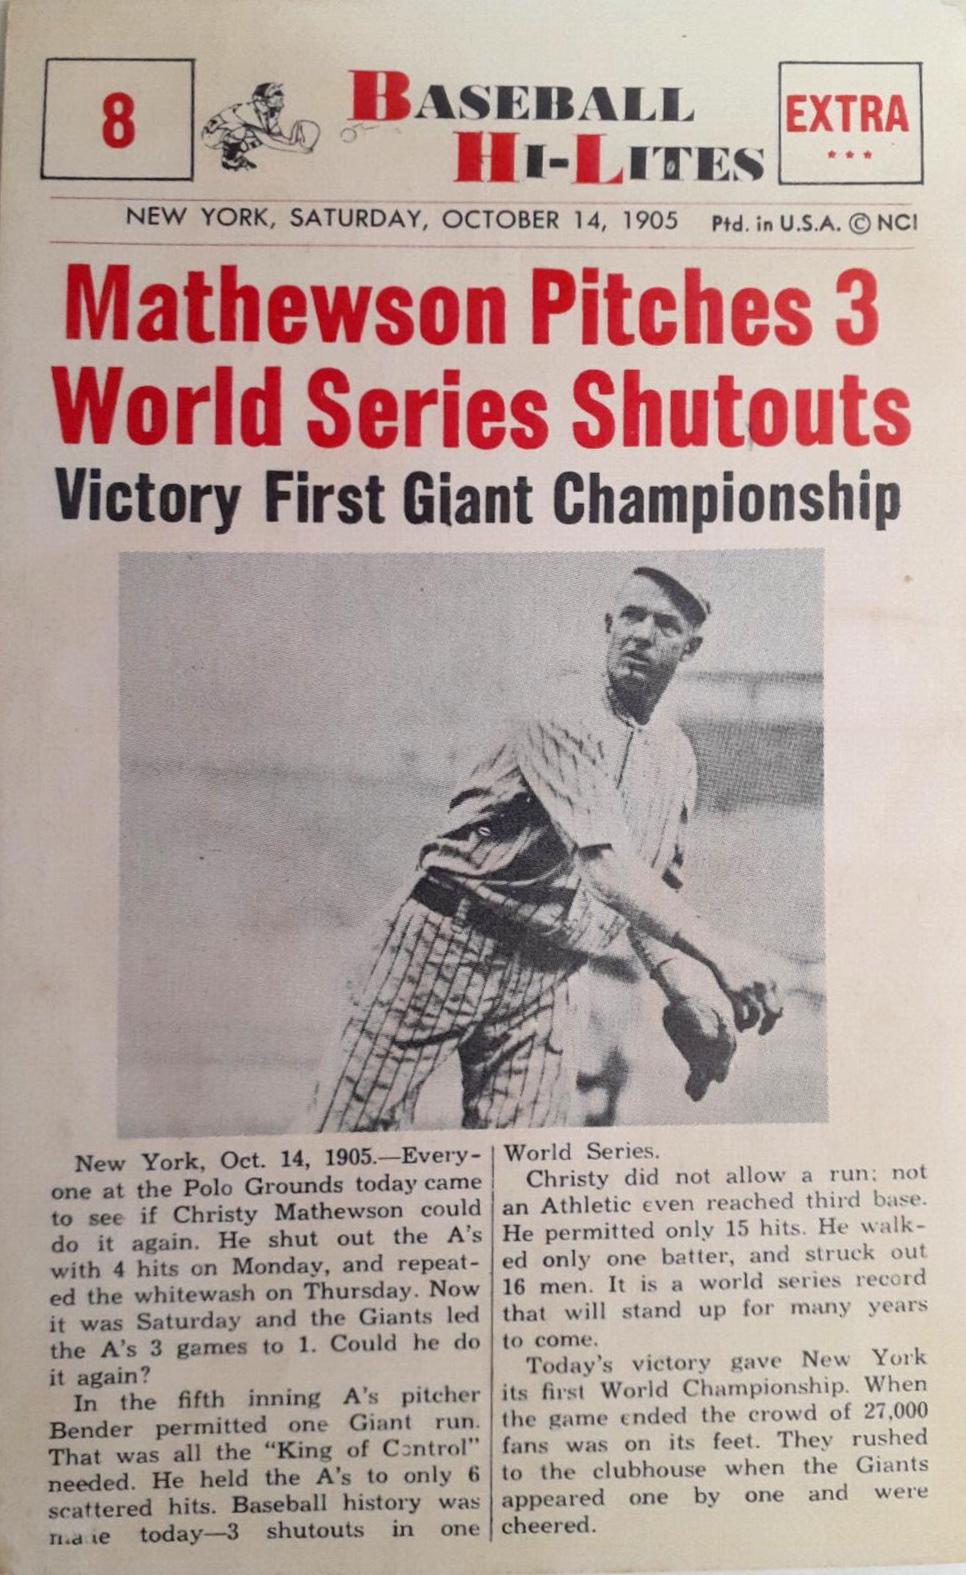 8
BASEBALL
HI-LITES
EXTRA
***
NEW YORK, SATURDAY, OCTOBER 14, 1905 Ptd. in U.S.A. © NCI
Mathewson Pitches 3
World Series Shutouts
Victory First Giant Championship
New York, Oct. 14, 1905.—Every-
one at the Polo Grounds today came
to see if Christy Mathewson could
do it again. He shut out the A's
with 4 hits on Monday, and repeat-
ed the whitewash on Thursday. Now
it was Saturday and the Giants led
the A's 3 games to 1. Could he do
it again?
In the fifth inning A's pitcher
Bender permitted one Giant run.
That was all the "King of Control"
needed. He held the A's to only 6
scattered hits. Baseball history was
made today—3 shutouts in one
World Series.
Christy did not allow a run; not
an Athletic even reached third base.
He permitted only 15 hits. He walk-
ed only one batter, and struck out
16 men. It is a world series record
that will stand up for many years
to come.
Today's victory gave New York
its first World Championship. When
the game ended the crowd of 27,000
fans was on its feet. They rushed
to the clubhouse when the Giants
appeared one by one and were
cheered.